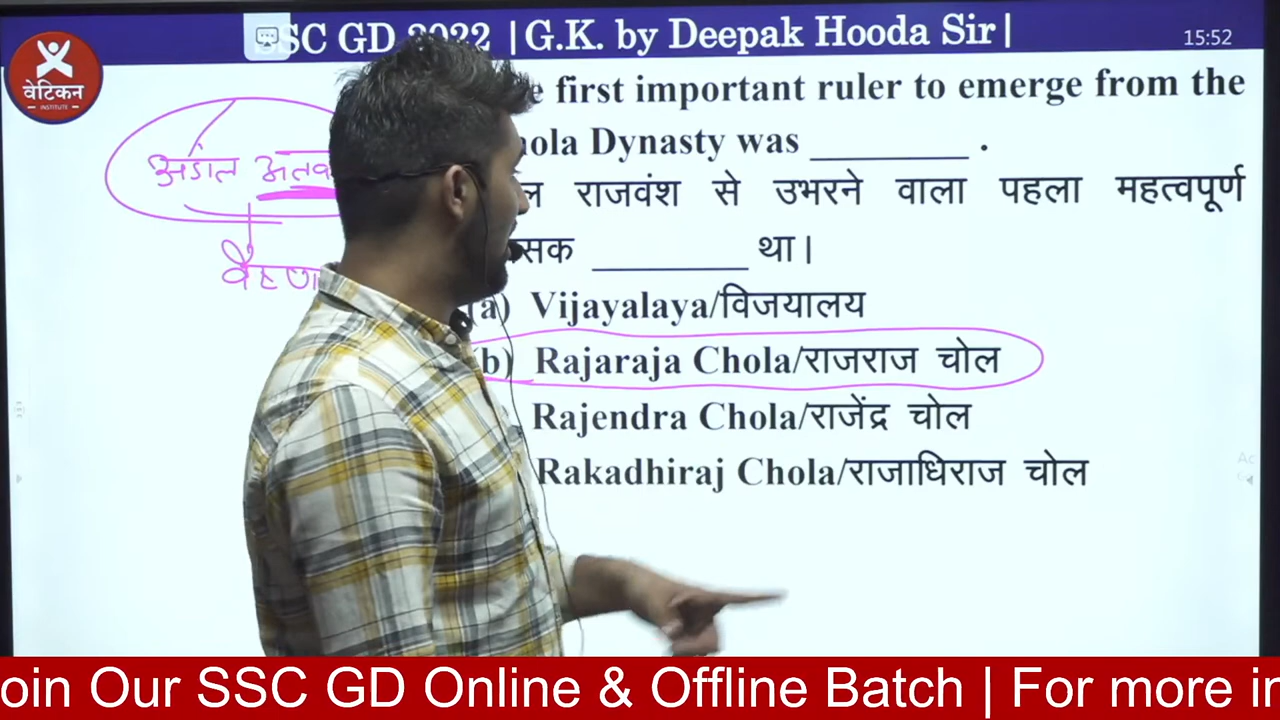 SSC GD 2022 | G.K. by Deepak Hooda Sir |
15:52
वेटिकन
INSTITUTE
first important ruler to emerge from the
Dynasty was ________ .
राजवंश से उभरने वाला पहला महत्वपूर्ण
________ था।
(a) Vijayalaya/विजयालय
(b) Rajaraja Chola/राजराज चोल
Rajendra Chola/राजेंद्र चोल
Rakadhiraj Chola/राजाधिराज चोल
oin Our SSC GD Online & Offline Batch | For more in